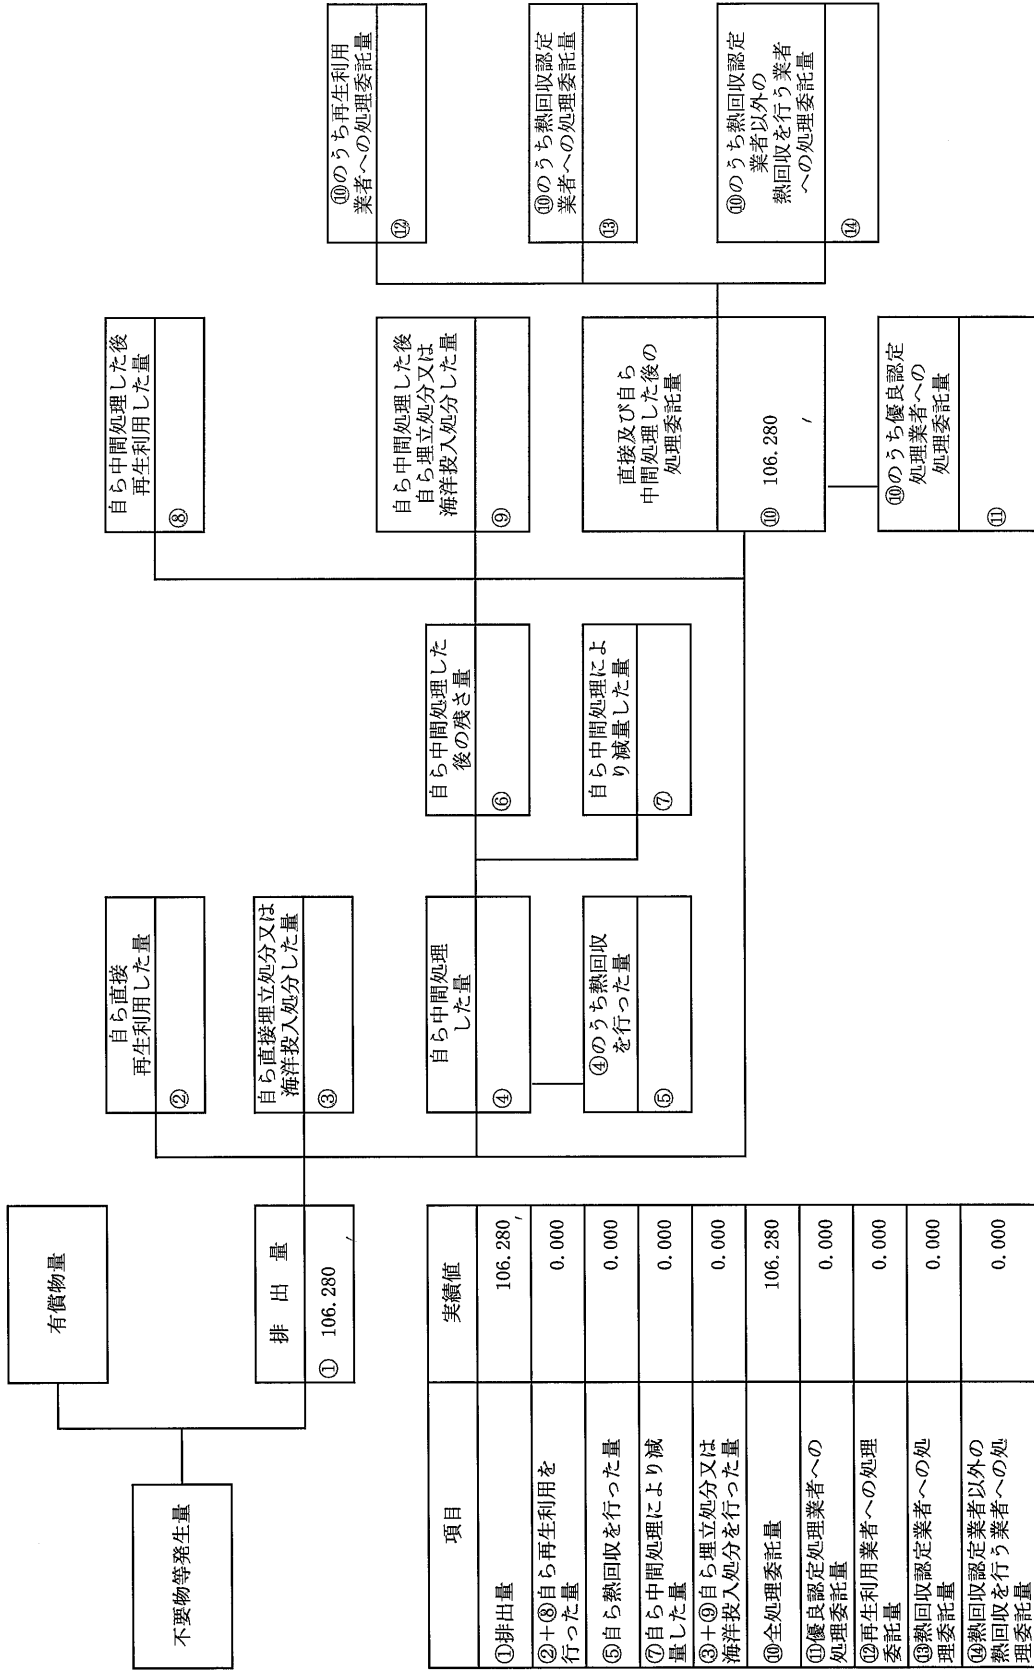 不要物等発生量
有償物量
排 出 量
① 106.280
自ら直接
再生利用した量
②
自ら直接埋立処分又は
海洋投入処分した量
③
自ら中間処理
した量
④
④のうち熱回収
を行った量
⑤
自ら中間処理した
後の残さ量
⑥
自ら中間処理によ
り減量した量
⑦
自ら中間処理した後
再生利用した量
⑧
自ら中間処理した後
自ら埋立処分又は
海洋投入処分した量
⑨
直接及び自ら
中間処理した後の
処理委託量
⑩ 106.280
⑩のうち優良認定
処理業者への
処理委託量
⑪
⑩のうち再生利用
業者への処理委託量
⑫
⑩のうち熱回収認定
業者への処理委託量
⑬
⑩のうち熱回収認定
業者以外の
熱回収を行う業者
への処理委託量
⑭
項目 実績値
①排出量 106.280
②+⑧自ら再生利用を
行った量 0.000
⑤自ら熱回収を行った量 0.000
⑦自ら中間処理により減
量した量 0.000
③+⑨自ら埋立処分又は
海洋投入処分を行った量 0.000
⑩全処理委託量 106.280
⑪優良認定処理業者への
処理委託量 0.000
⑫再生利用業者への処理
委託量 0.000
⑬熱回収認定業者への処
理委託量 0.000
⑭熱回収認定業者以外の
熱回収を行う業者への処
理委託量 0.000